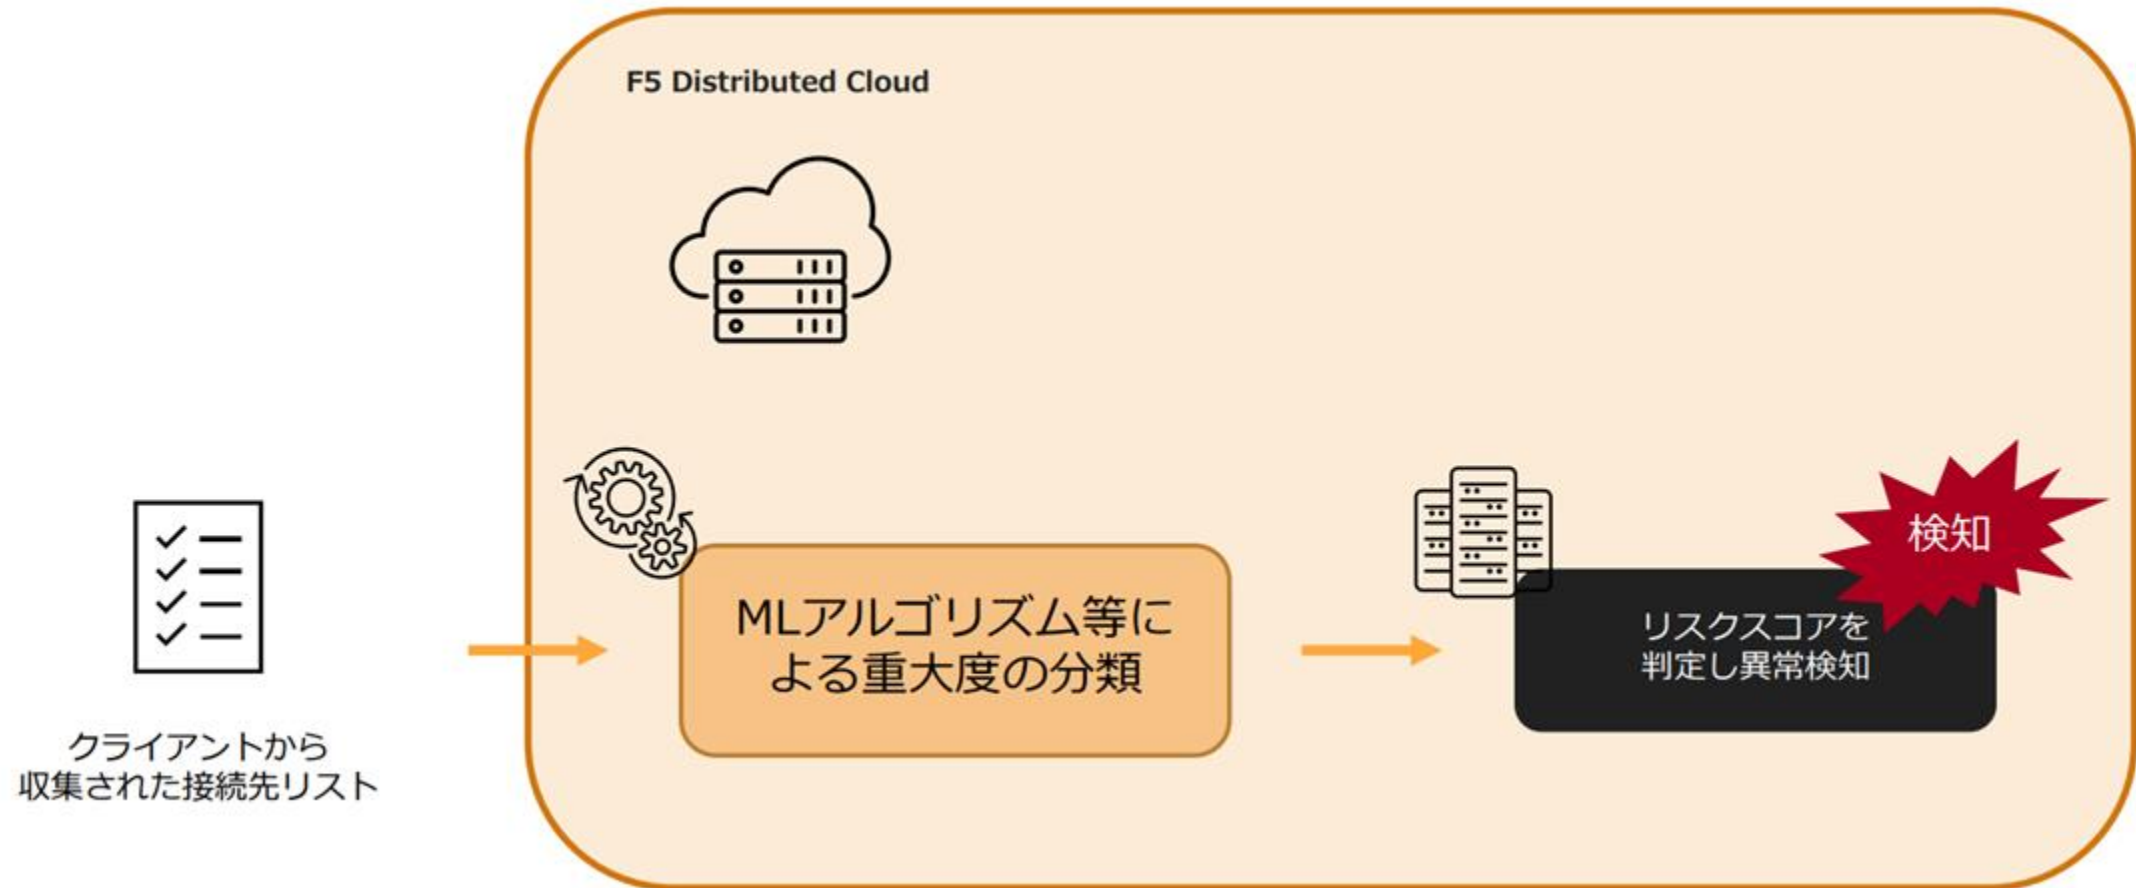 F5 Distributed Cloud
クライアントから
収集された接続先リスト
MLアルゴリズム等に
よる重大度の分類
検知
リスクスコアを
判定し異常検知